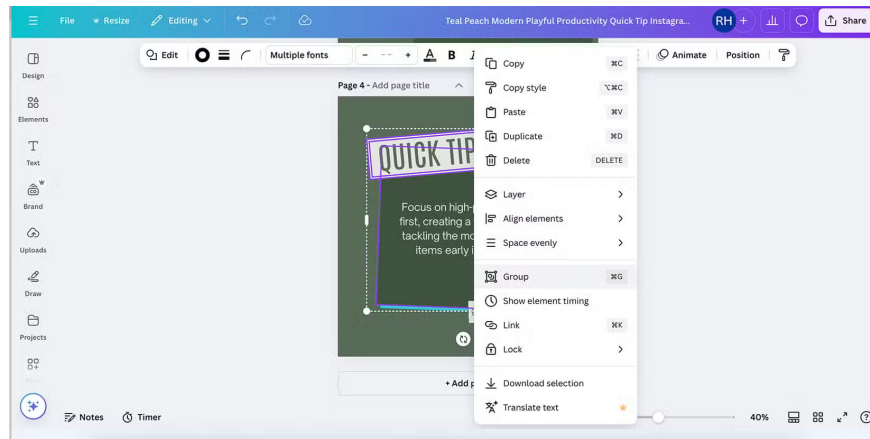 File
Resize
Editing
Teal Peach Modern Playful Productivity Quick Tip Instagra...
RH
+
Share
Edit
Multiple fonts
- -- +
A
B
Animate
Position
Design
Elements
Text
Brand
Uploads
Draw
Projects
Page 4 - Add page title
QUICK TIP
Focus on high-
first, creating a
tackling the mo
items early i
+ Add p
Copy ⌘C
Copy style ⌥⌘C
Paste ⌘V
Duplicate ⌘D
Delete DELETE
Layer
Align elements
Space evenly
Group ⌘G
Show element timing
Link ⌘K
Lock
Download selection
Translate text
Notes
Timer
40%